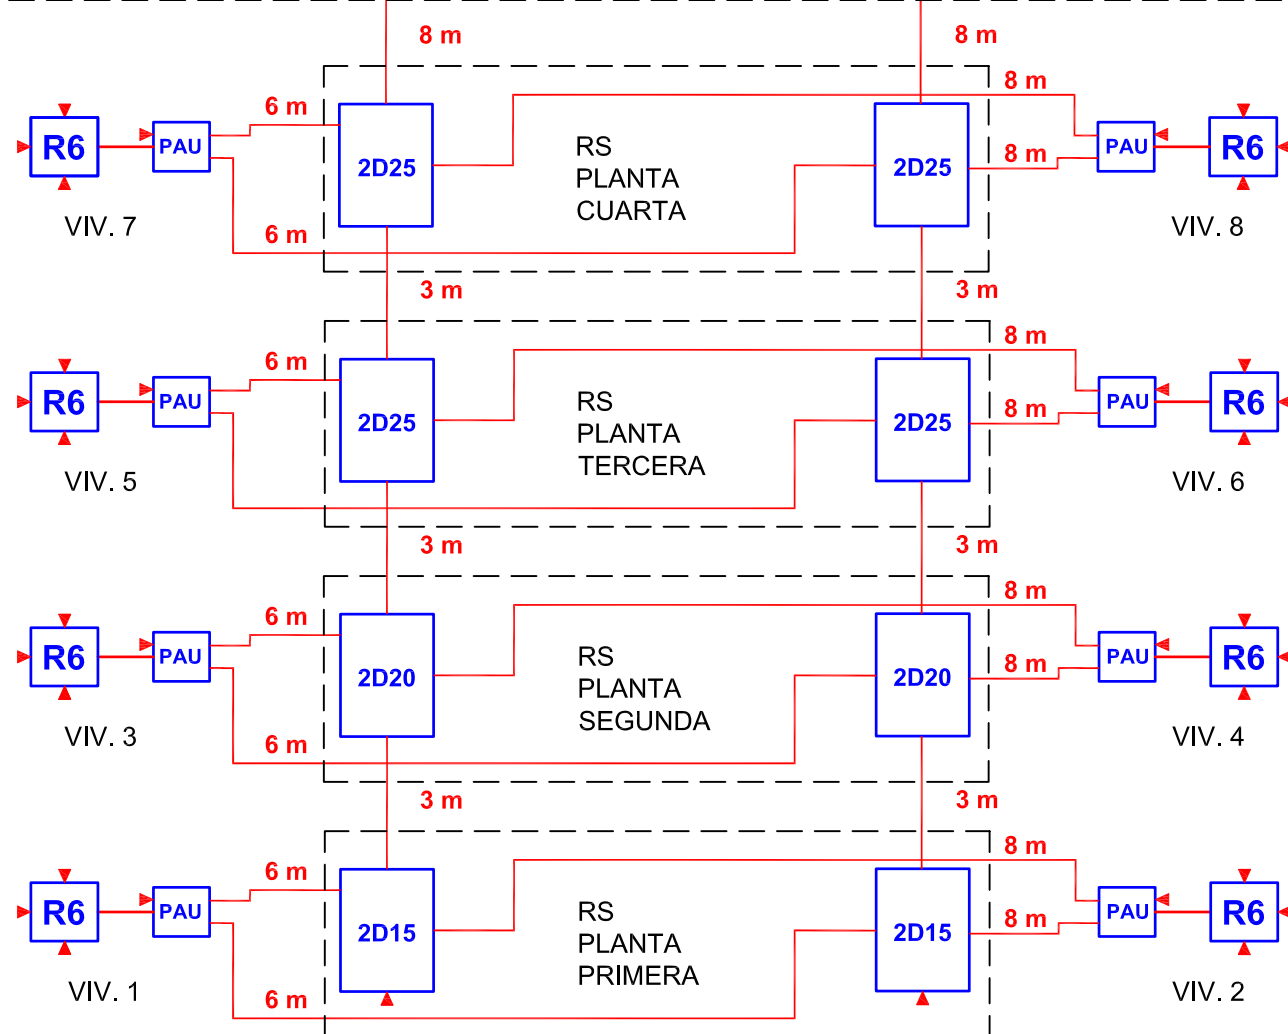 8 m
8 m
6 m
8 m
R6
PAU
2D25
RS
PLANTA
CUARTA
2D25
8 m
PAU
R6
VIV. 7
6 m
VIV. 8
3 m
3 m
6 m
8 m
R6
PAU
2D25
RS
PLANTA
TERCERA
2D25
8 m
PAU
R6
VIV. 5
VIV. 6
3 m
3 m
6 m
8 m
R6
PAU
2D20
RS
PLANTA
SEGUNDA
2D20
8 m
PAU
R6
VIV. 3
6 m
VIV. 4
3 m
3 m
6 m
8 m
R6
PAU
2D15
RS
PLANTA
PRIMERA
2D15
8 m
PAU
R6
VIV. 1
6 m
VIV. 2